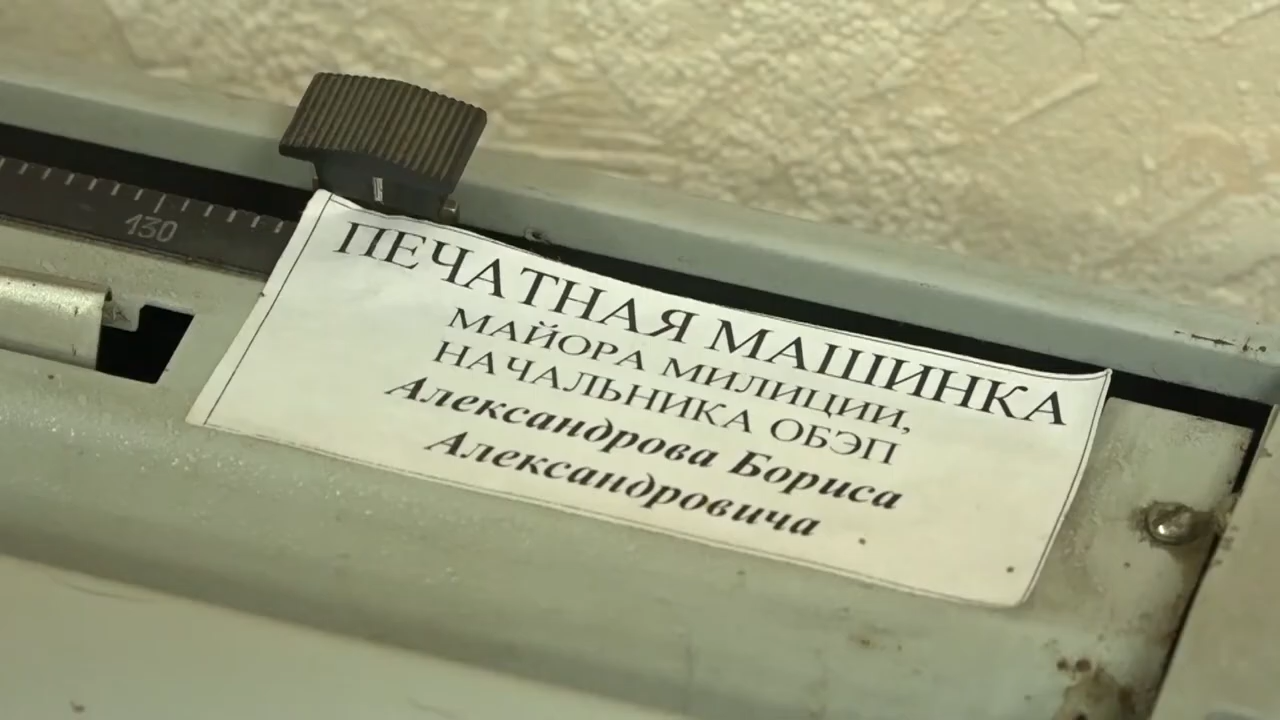 130
ПЕЧАТНАЯ МАШИНКА
МАЙОРА МИЛИЦИИ,
НАЧАЛЬНИКА ОБЭП
Александрова Бориса
Александровича